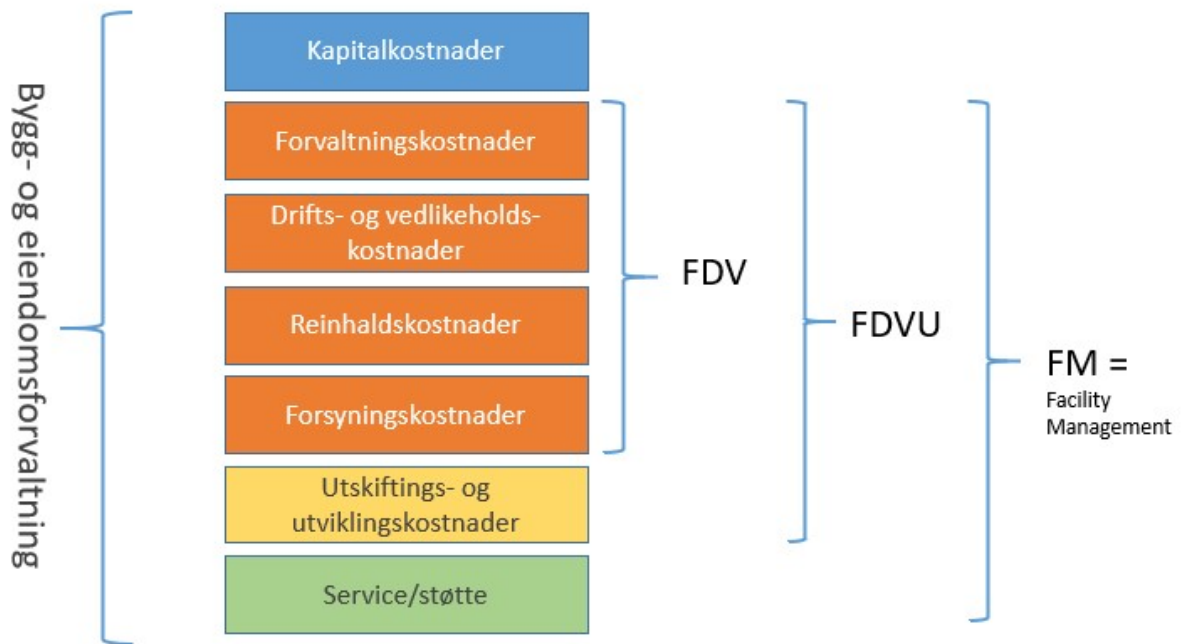 Bygg- og eiendomsforvaltning
Kapitalkostnader
Forvaltningskostnader
Drifts- og vedlikeholds-
kostnader
Reinhaldskostnader
Forsyningskostnader
Utskiftings- og
utviklingskostnader
Service/støtte
FDV
FDVU
FM =
Facility
Management